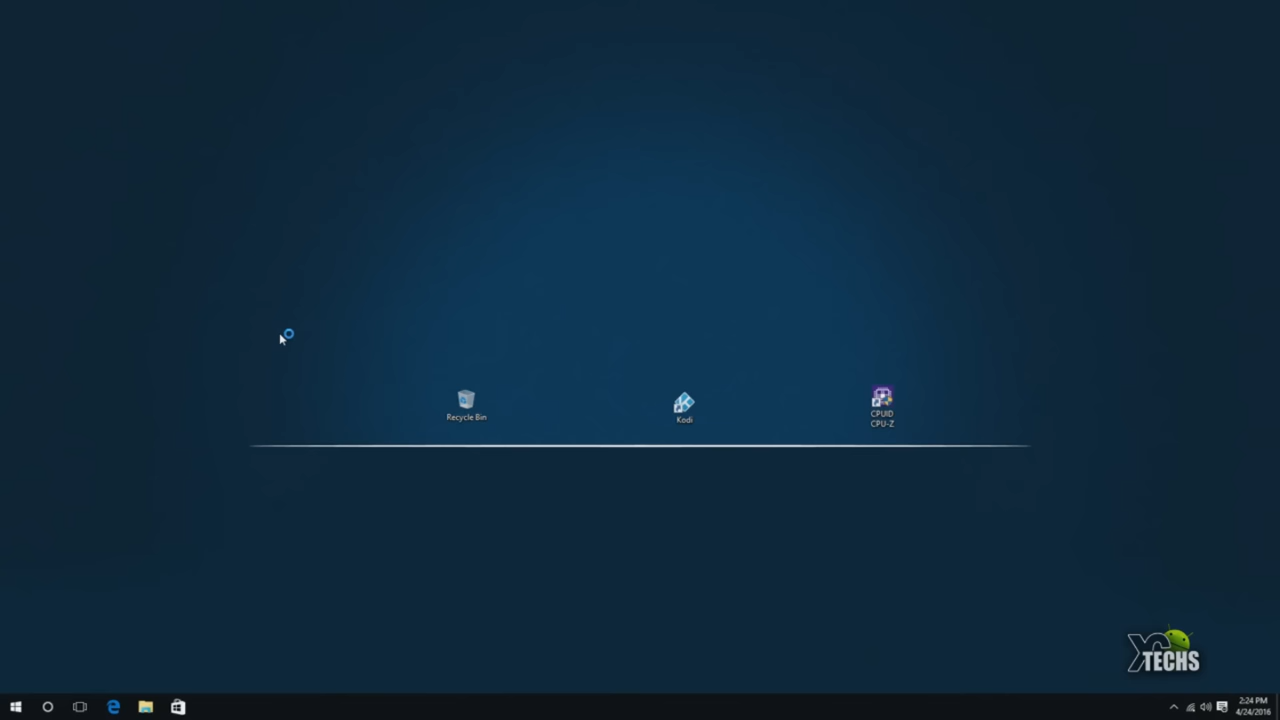 Recycle Bin
Kodi
CPUID
CPU-Z
TECHS
2:24 PM
4/24/2016